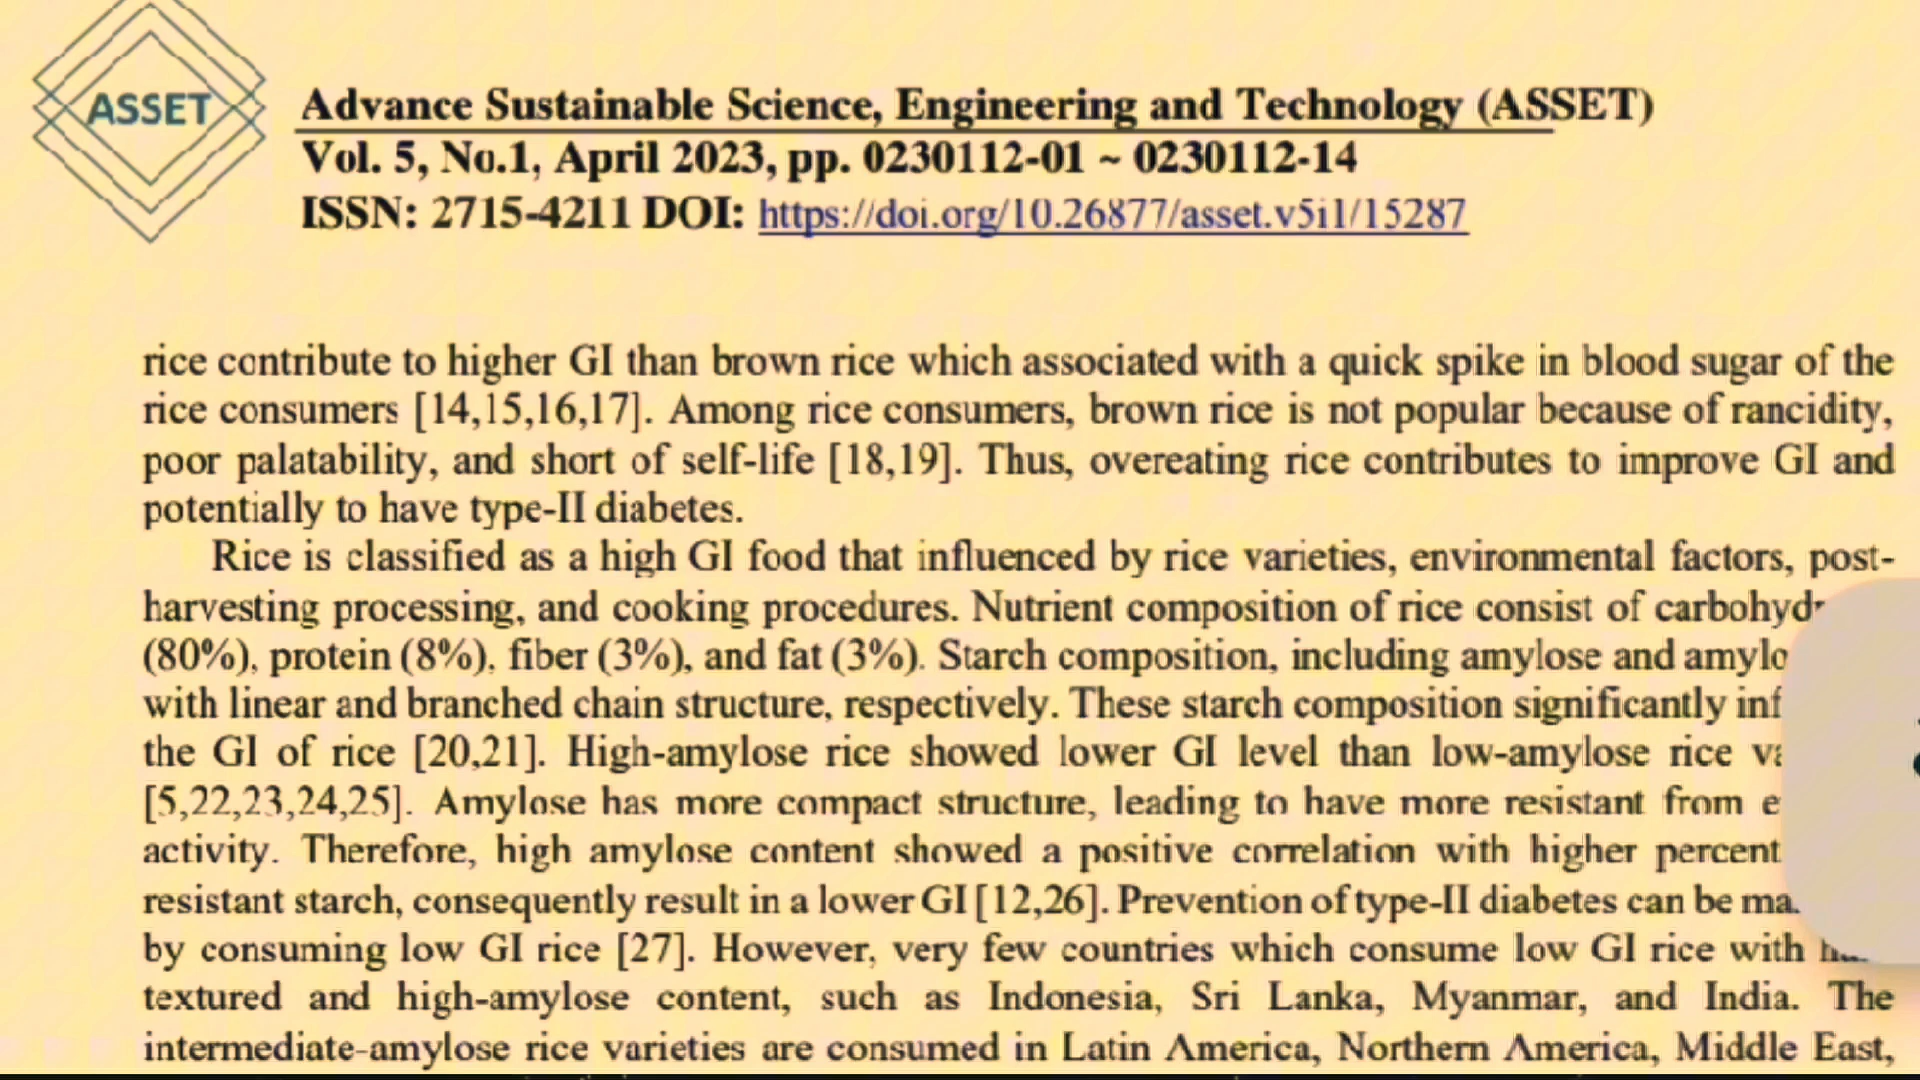 ASSET
Advance Sustainable Science, Engineering and Technology (ASSET)
Vol. 5, No.1, April 2023, pp. 0230112-01 ~ 0230112-14
ISSN: 2715-4211 DOI: https://doi.org/10.26877/asset.v5i1/15287
rice contribute to higher GI than brown rice which associated with a quick spike in blood sugar of the
rice consumers [14,15,16,17]. Among rice consumers, brown rice is not popular because of rancidity,
poor palatability, and short of self-life [18,19]. Thus, overeating rice contributes to improve GI and
potentially to have type-II diabetes.
Rice is classified as a high GI food that influenced by rice varieties, environmental factors, post-
harvesting processing, and cooking procedures. Nutrient composition of rice consist of
(80%), protein (8%), fiber (3%), and fat (3%). Starch composition, including amylose and
with linear and branched chain structure, respectively. These starch composition significantly
the GI of rice [20,21]. High-amylose rice showed lower GI level than low-amylose rice
[5,22,23,24,25]. Amylose has more compact structure, leading to have more resistant from
activity. Therefore, high amylose content showed a positive correlation with higher
resistant starch, consequently result in a lower GI [12,26]. Prevention of type-II diabetes can be
by consuming low GI rice [27]. However, very few countries which consume low GI rice with
textured and high-amylose content, such as Indonesia, Sri Lanka, Myanmar, and India. The
intermediate-amylose rice varieties are consumed in Latin America, Northern America, Middle East,